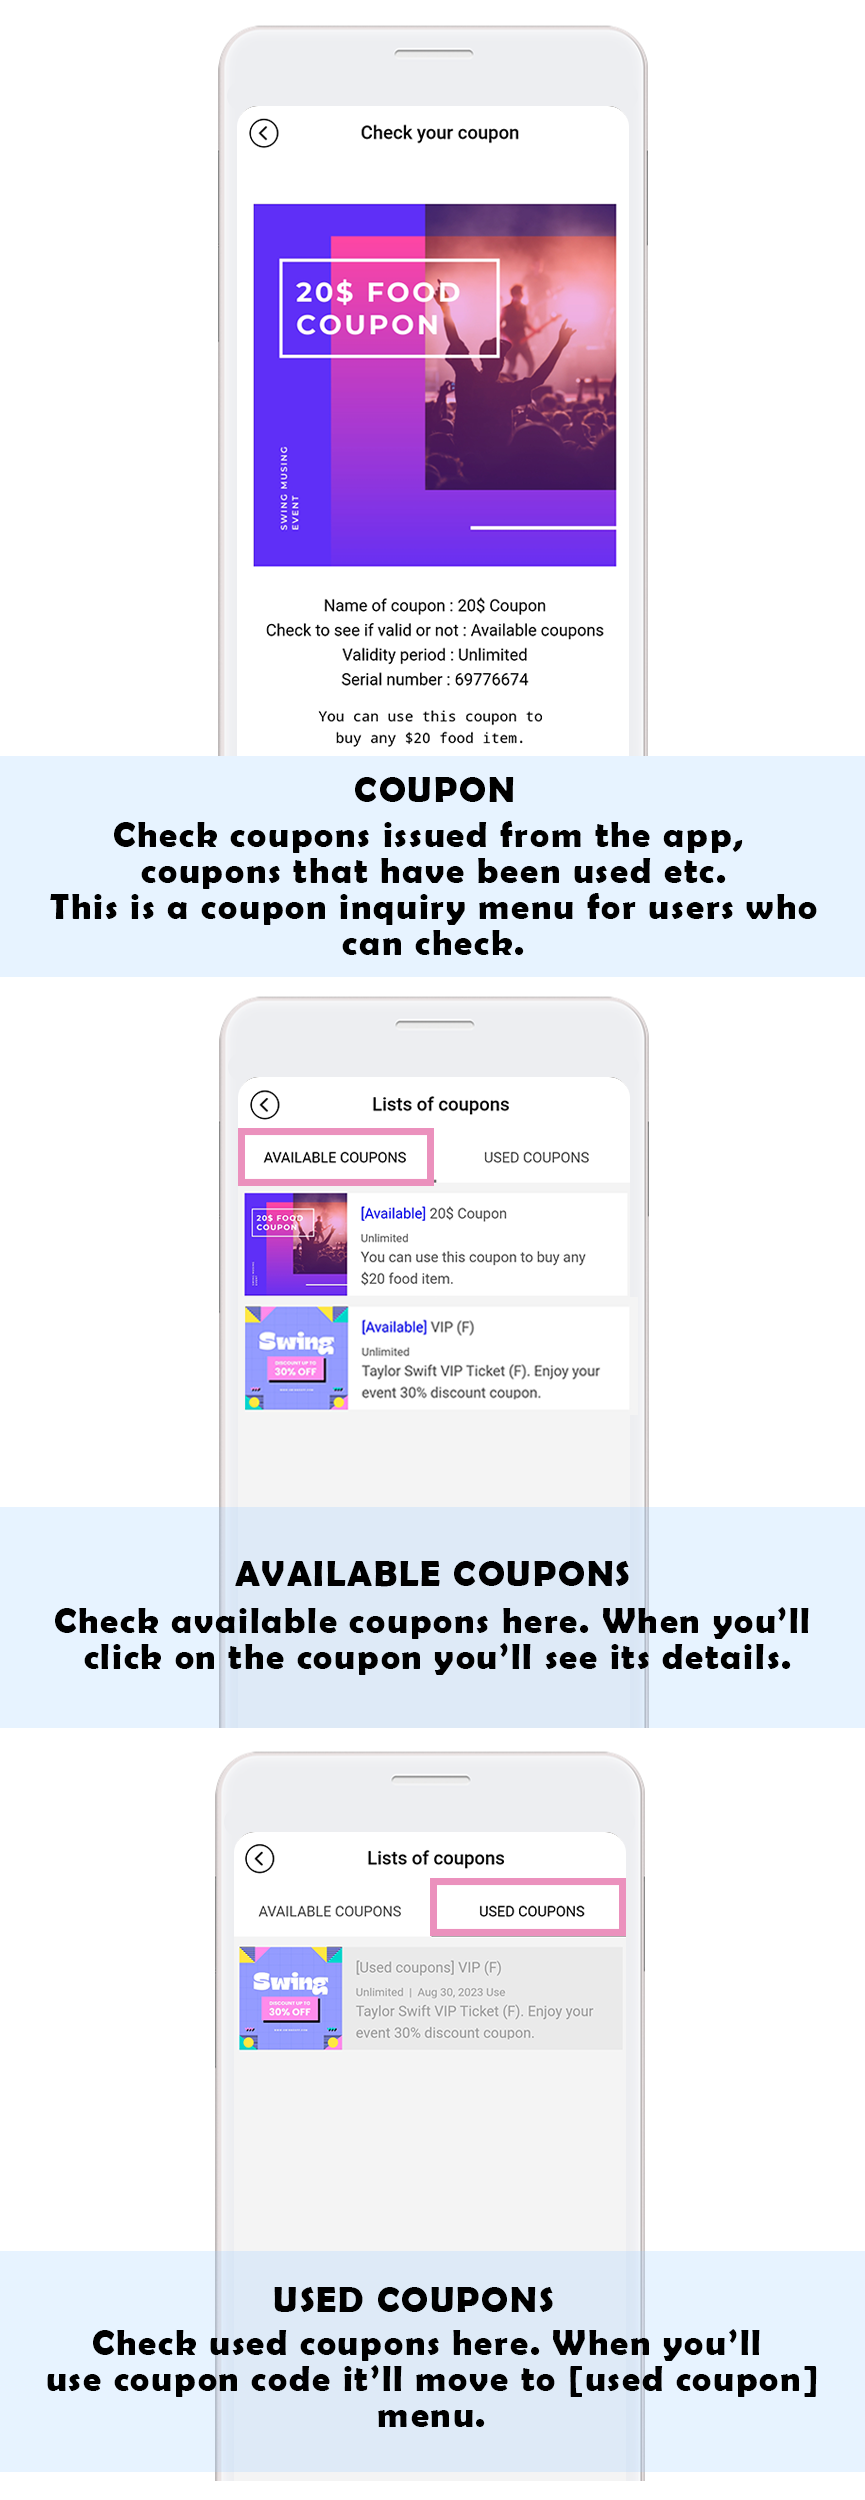 Check your coupon
20$ FOOD
COUPON
SWING MUSING
EVENT
Name of coupon : 20$ Coupon
Check to see if valid or not : Available coupons
Validity period : Unlimited
Serial number : 69776674
You can use this coupon to
buy any $20 food item.
COUPON
Check coupons issued from the app,
coupons that have been used etc.
This is a coupon inquiry menu for users who
can check.
Lists of coupons
AVAILABLE COUPONS
USED COUPONS
20$ FOOD
COUPON
[Available] 20$ Coupon
Unlimited
You can use this coupon to buy any
$20 food item.
Swing
DISCOUNT UP TO
30% OFF
[Available] VIP (F)
Unlimited
Taylor Swift VIP Ticket (F). Enjoy your
event 30% discount coupon.
AVAILABLE COUPONS
Check available coupons here. When you’ll
click on the coupon you’ll see its details.
Lists of coupons
AVAILABLE COUPONS
USED COUPONS
Swing
DISCOUNT UP TO
30% OFF
[Used coupons] VIP (F)
Unlimited | Aug 30, 2023 Use
Taylor Swift VIP Ticket (F). Enjoy your
event 30% discount coupon.
USED COUPONS
Check used coupons here. When you’ll
use coupon code it’ll move to [used coupon]
menu.